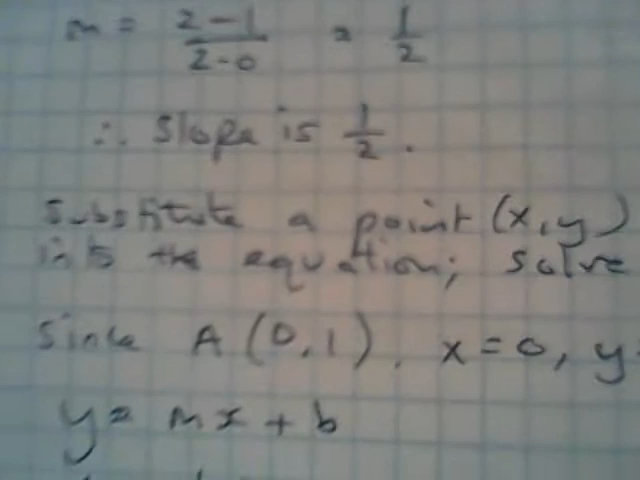 m = 2-1/2-0 = 1/2
∴ Slope is 1/2.
Substitute a point (x,y)
into the equation; solve
Since A(0,1), x=0, y=
y= mx + b